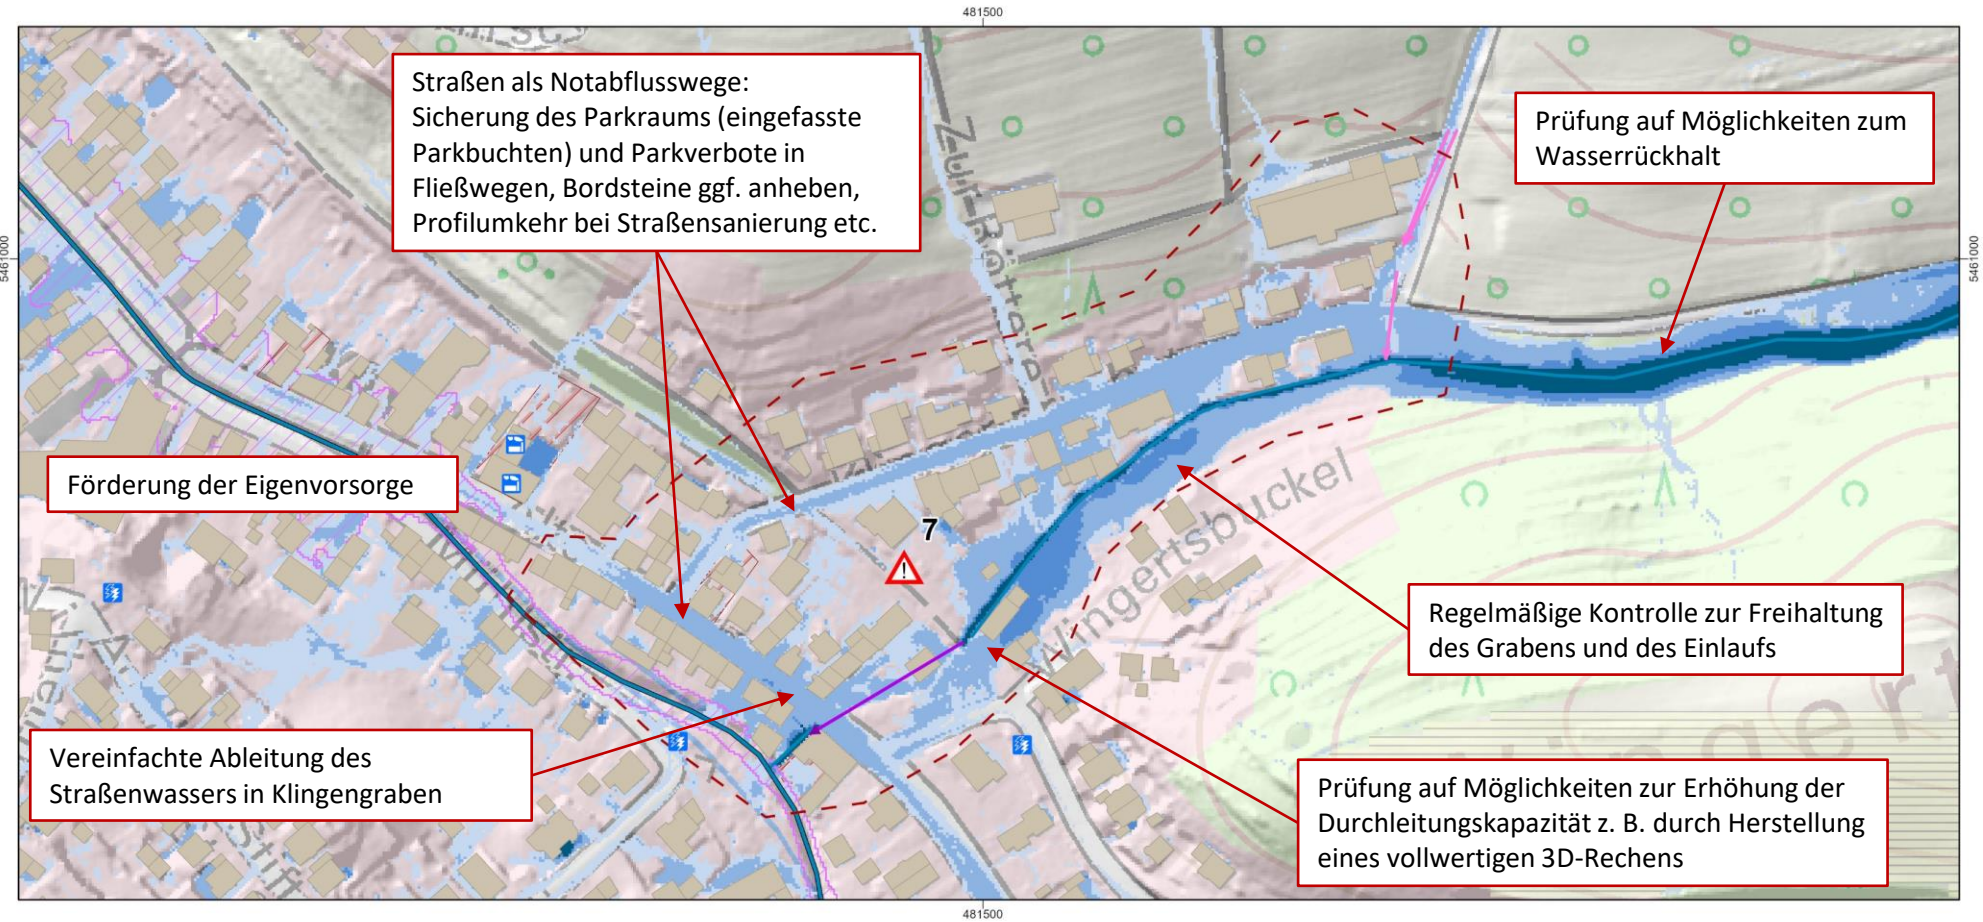 481500
Straßen als Notabflusswege:
Sicherung des Parkraums (eingefasste
Parkbuchten) und Parkverbote in
Fließwegen, Bordsteine ggf. anheben,
Profilumkehr bei Straßensanierung etc.
Prüfung auf Möglichkeiten zum
Wasserrückhalt
5461000
5461000
Förderung der Eigenvorsorge
7
Wingertsbuckel
Regelmäßige Kontrolle zur Freihaltung
des Grabens und des Einlaufs
Vereinfachte Ableitung des
Straßenwassers in Klingengraben
Prüfung auf Möglichkeiten zur Erhöhung der
Durchleitungskapazität z. B. durch Herstellung
eines vollwertigen 3D-Rechens
481500